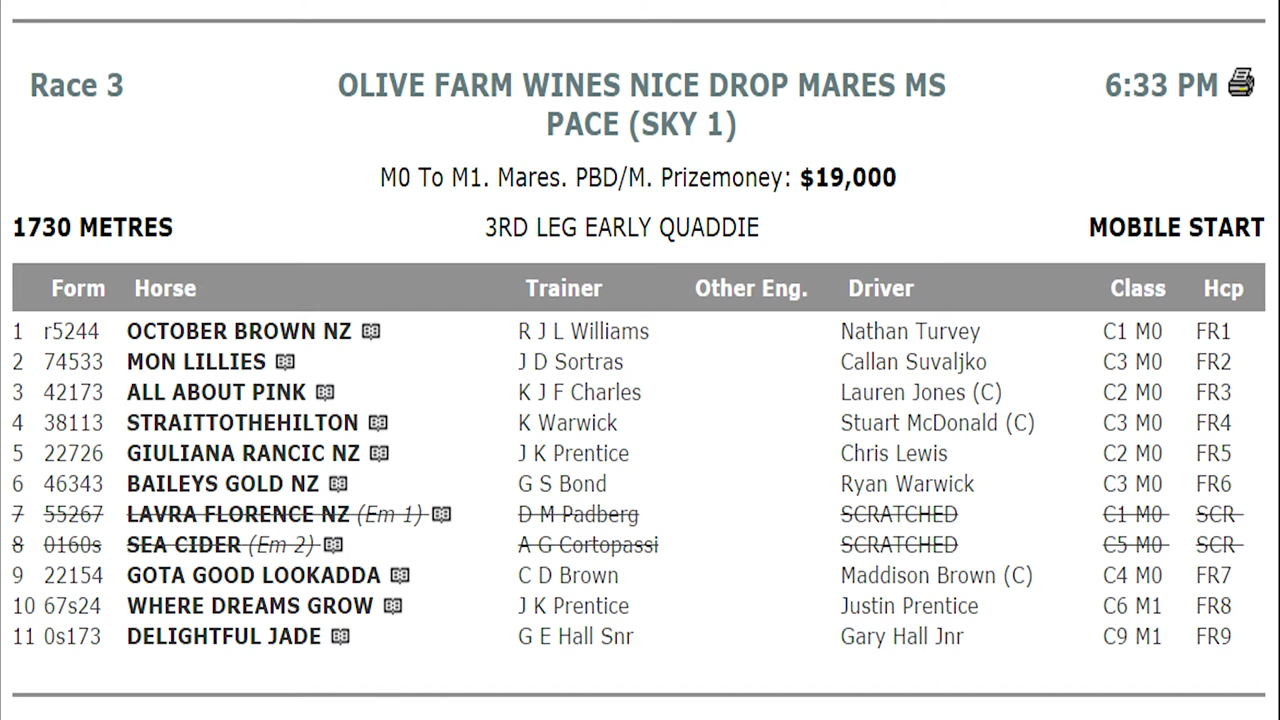 Race 3 OLIVE FARM WINES NICE DROP MARES MS 6:33 PM
PACE (SKY 1)
M0 To M1. Mares. PBD/M. Prizemoney: $19,000
1730 METRES 3RD LEG EARLY QUADDIE MOBILE START
Form Horse Trainer Other Eng. Driver Class Hcp
1 r5244 OCTOBER BROWN NZ R J L Williams Nathan Turvey C1 M0 FR1
2 74533 MON LILLIES J D Sortras Callan Suvaljko C3 M0 FR2
3 42173 ALL ABOUT PINK K J F Charles Lauren Jones (C) C2 M0 FR3
4 38113 STRAITTOTHEHILTON K Warwick Stuart McDonald (C) C3 M0 FR4
5 22726 GIULIANA RANCIC NZ J K Prentice Chris Lewis C2 M0 FR5
6 46343 BAILEYS GOLD NZ G S Bond Ryan Warwick C3 M0 FR6
7 55267 LAVRA FLORENCE NZ (Em 1) D M Padberg SCRATCHED C1 M0 SCR
8 0160s SEA CIDER (Em 2) A G Cortopassi SCRATCHED C5 M0 SCR
9 22154 GOTA GOOD LOOKADDA C D Brown Maddison Brown (C) C4 M0 FR7
10 67s24 WHERE DREAMS GROW J K Prentice Justin Prentice C6 M1 FR8
11 0s173 DELIGHTFUL JADE G E Hall Snr Gary Hall Jnr C9 M1 FR9